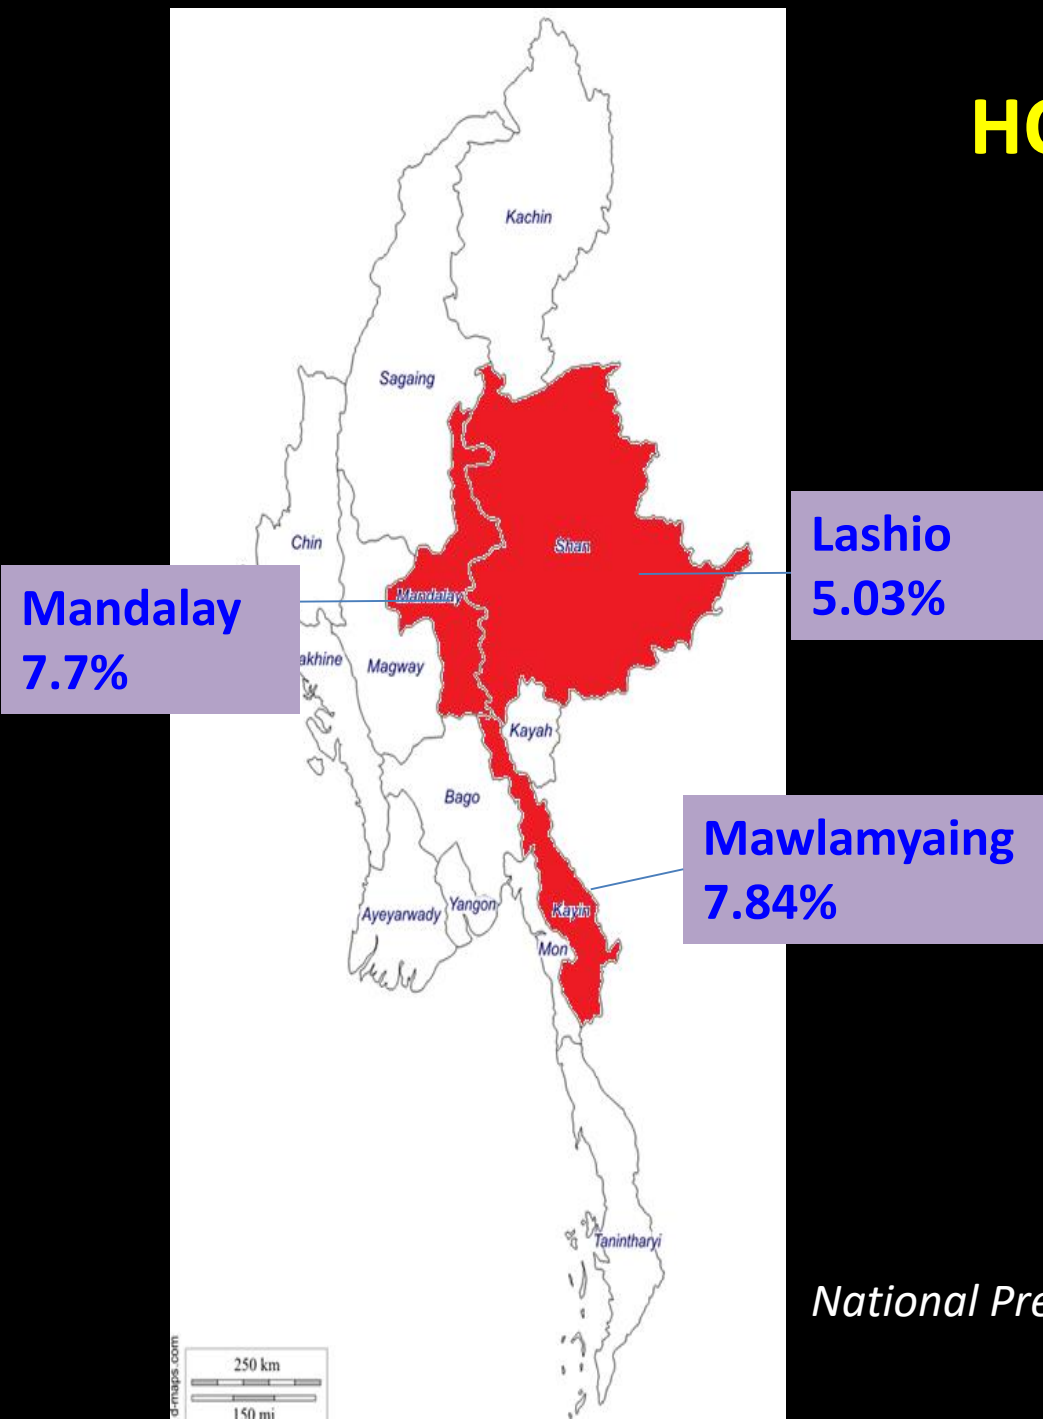 HO
Kachin
Sagaing
Chin
Shan
Lashio
5.03%
Mandalay
Mandalay
7.7%
akhine
Magway
Kayah
Bago
Mawlamyaing
7.84%
Ayeyarwady
Yangon
Kayin
Mon
Tanintharyi
National Pre
d-maps.com
250 km
150 mi